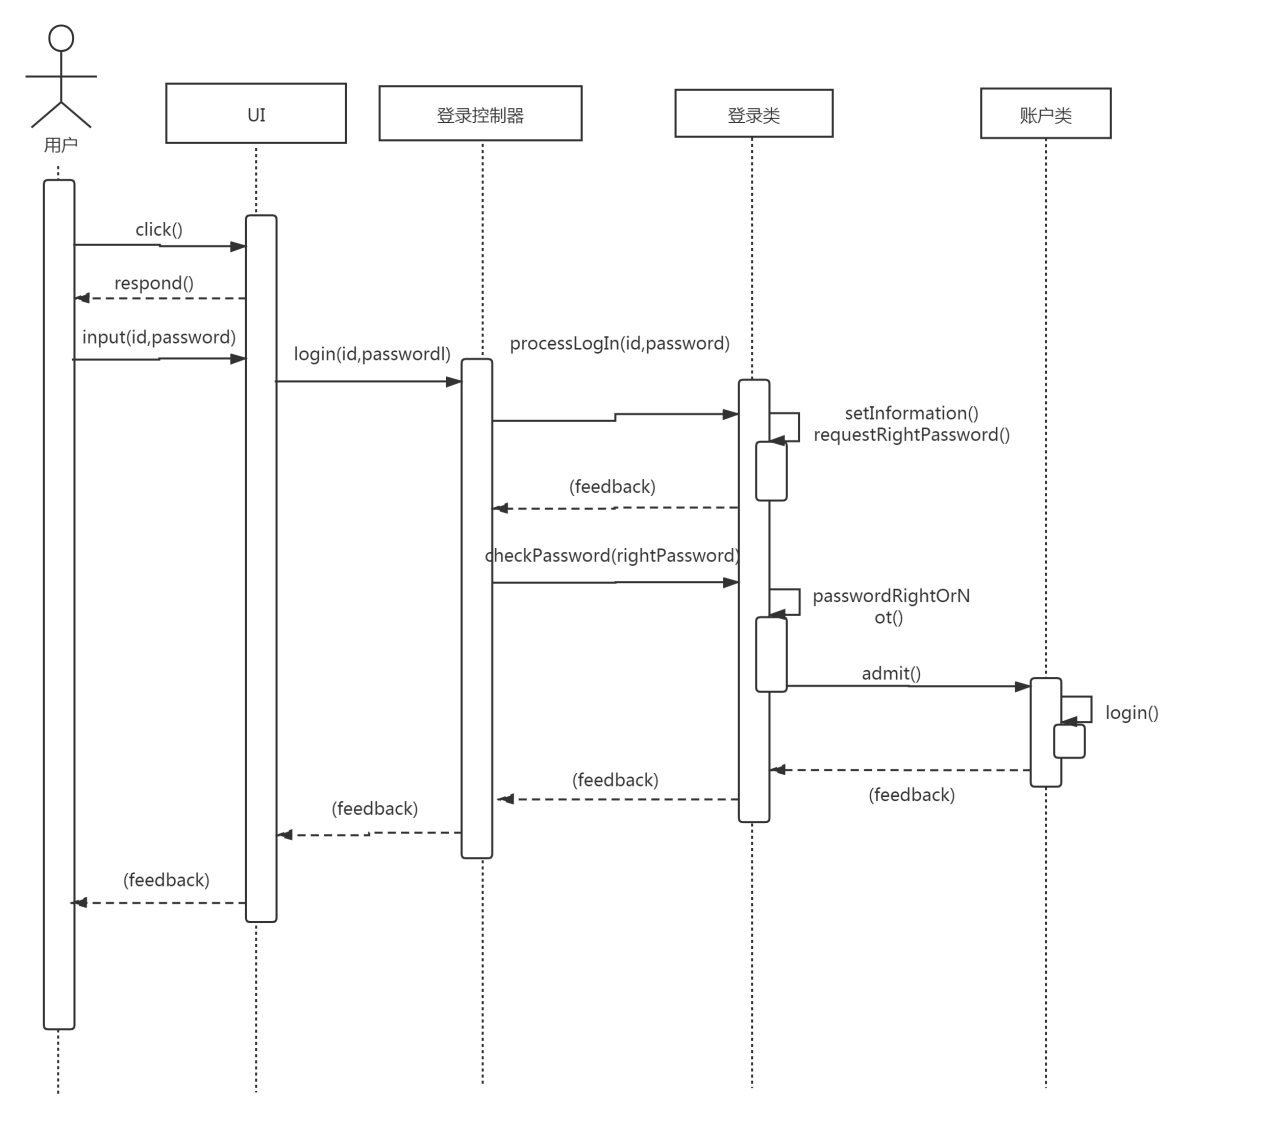 用户
UI
登录控制器
登录类
账户类
click()
respond()
input(id,password)
login(id,passwordl)
processLogIn(id,password)
setInformation()
requestRightPassword()
(feedback)
checkPassword(rightPassword)
passwordRightOrN
ot()
admit()
login()
(feedback)
(feedback)
(feedback)
(feedback)